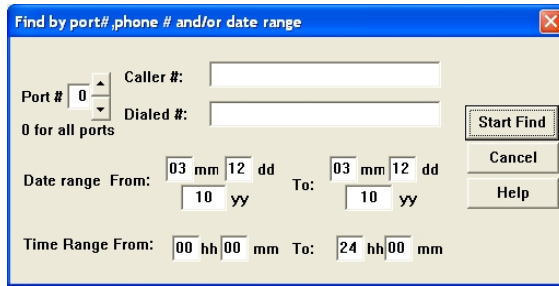 Find by port#,phone # and/or date range
Caller #:
Port # 0
Dialed #:
0 for all ports
Start Find
Cancel
Help
Date range From: 03 mm 12 dd To: 03 mm 12 dd
10 yy 10 yy
Time Range From: 00 hh 00 mm To: 24 hh 00 mm